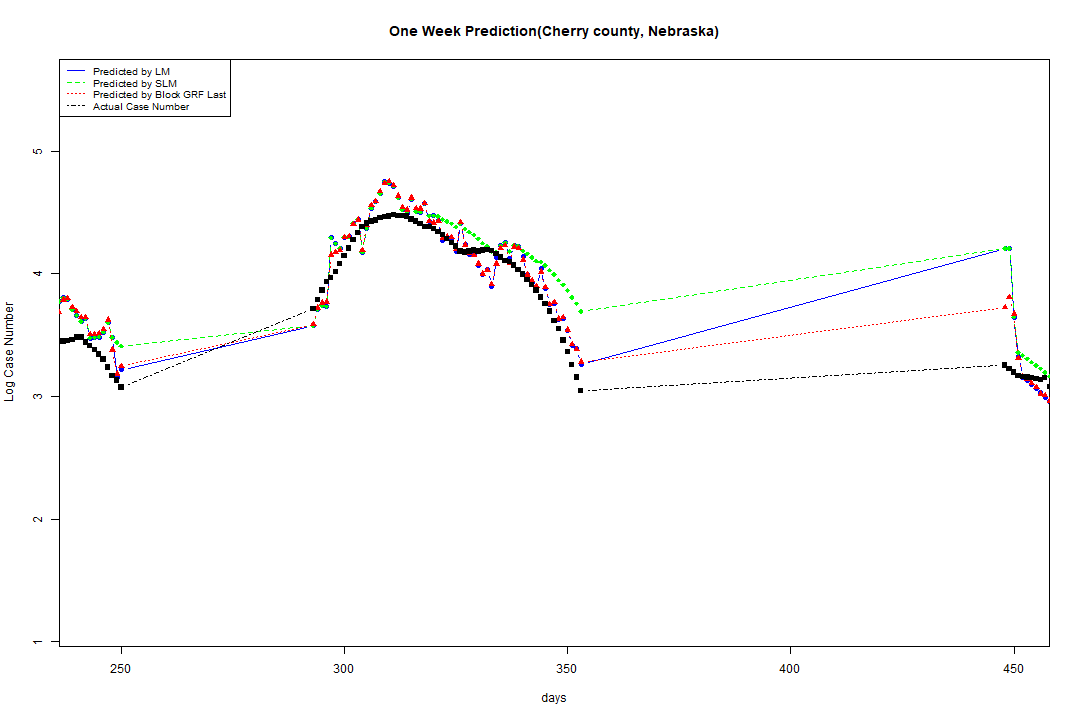 One Week Prediction(Cherry county, Nebraska)
Predicted by LM
Predicted by SLM
Predicted by Block GRF Last
Actual Case Number
Log Case Number
5
4
3
2
1
250 300 350 400 450
days